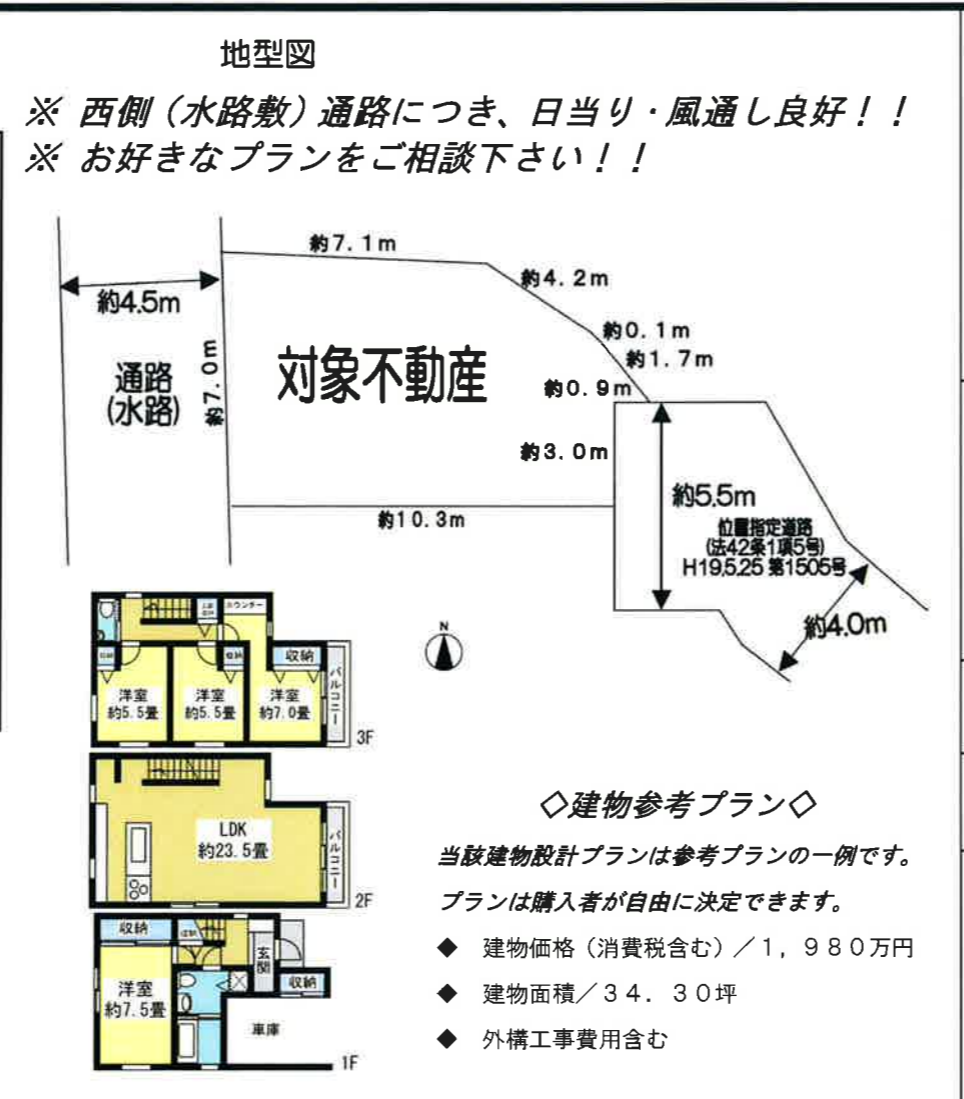 地型図
※ 西側（水路敷）通路につき、日当り・風通し良好！！
※ お好きなプランをご相談下さい！！
約7.1m
約4.2m
約4.5m
約0.1m
約1.7m
通路
(水路)
約7.0m
対象不動産
約0.9m
約3.0m
約5.5m
位置指定道路
(法42条1項5号)
H19.5.25 第1505号
約10.3m
約4.0m
N
カウンター
収納
収納
収納
洋室
約5.5畳
洋室
約5.5畳
洋室
約7.0畳
バルコニー
3F
LDK
約23.5畳
バルコニー
2F
収納
収納
玄関
収納
洋室
約7.5畳
車庫
1F
◇建物参考プラン◇
当該建物設計プランは参考プランの一例です。
プランは購入者が自由に決定できます。
◆ 建物価格（消費税含む）／1，980万円
◆ 建物面積／34．30坪
◆ 外構工事費用含む